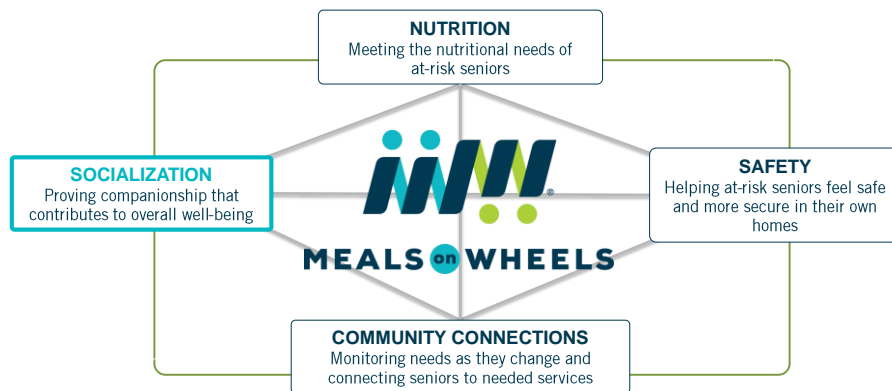 NUTRITION
Meeting the nutritional needs of
at-risk seniors
SOCIALIZATION
Proving companionship that
contributes to overall well-being
SAFETY
Helping at-risk seniors feel safe
and more secure in their own
homes
®
MEALS on WHEELS
COMMUNITY CONNECTIONS
Monitoring needs as they change and
connecting seniors to needed services